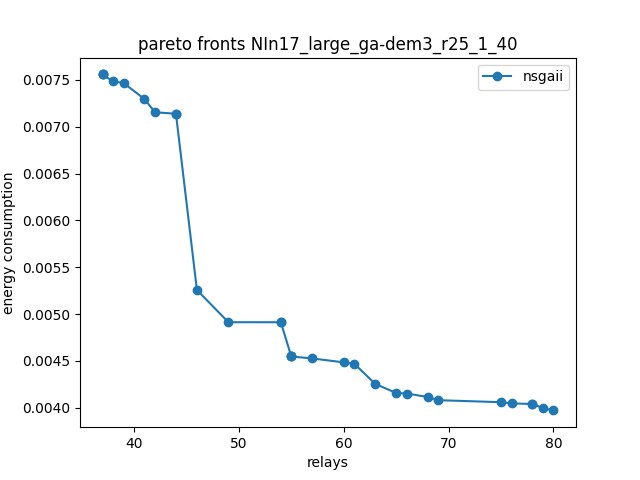 pareto fronts NIn17_large_ga-dem3_r25_1_40
nsgaii
0.0075
0.0070
0.0065
0.0060
0.0055
0.0050
0.0045
0.0040
energy consumption
40 50 60 70 80
relays